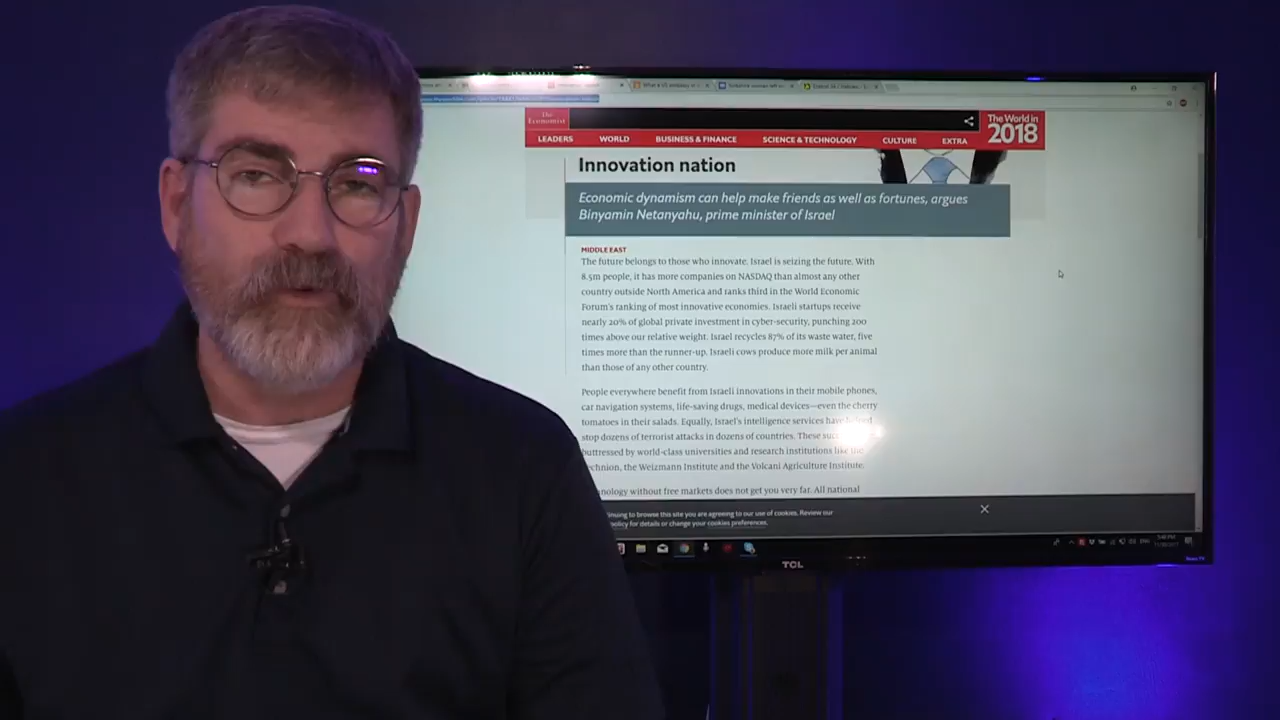 What a US embassy in
The
Economist
The World in
2018
LEADERS WORLD BUSINESS & FINANCE SCIENCE & TECHNOLOGY CULTURE EXTRA
Innovation nation
Economic dynamism can help make friends as well as fortunes, argues
Binyamin Netanyahu, prime minister of Israel
MIDDLE EAST
The future belongs to those who innovate. Israel is seizing the future. With
8.5m people, it has more companies on NASDAQ than almost any other
country outside North America and ranks third in the World Economic
Forum's ranking of most innovative economies. Israeli startups receive
nearly 20% of global private investment in cyber-security, punching 200
times above our relative weight. Israel recycles 87% of its waste water, five
times more than the runner-up. Israeli cows produce more milk per animal
than those of any other country.
People everywhere benefit from Israeli innovations in their mobile phones,
car navigation systems, life-saving drugs, medical devices—even the cherry
tomatoes in their salads. Equally, Israel's intelligence services have helped
stop dozens of terrorist attacks in dozens of countries. These
buttressed by world-class universities and research institutions like the
echnion, the Weizmann Institute and the Volcani Agriculture Institute.
nology without free markets does not get you very far. All national
inuing to browse this site you are agreeing to our use of cookies. Review our
olicy for details or change your cookies preferences.
TCL